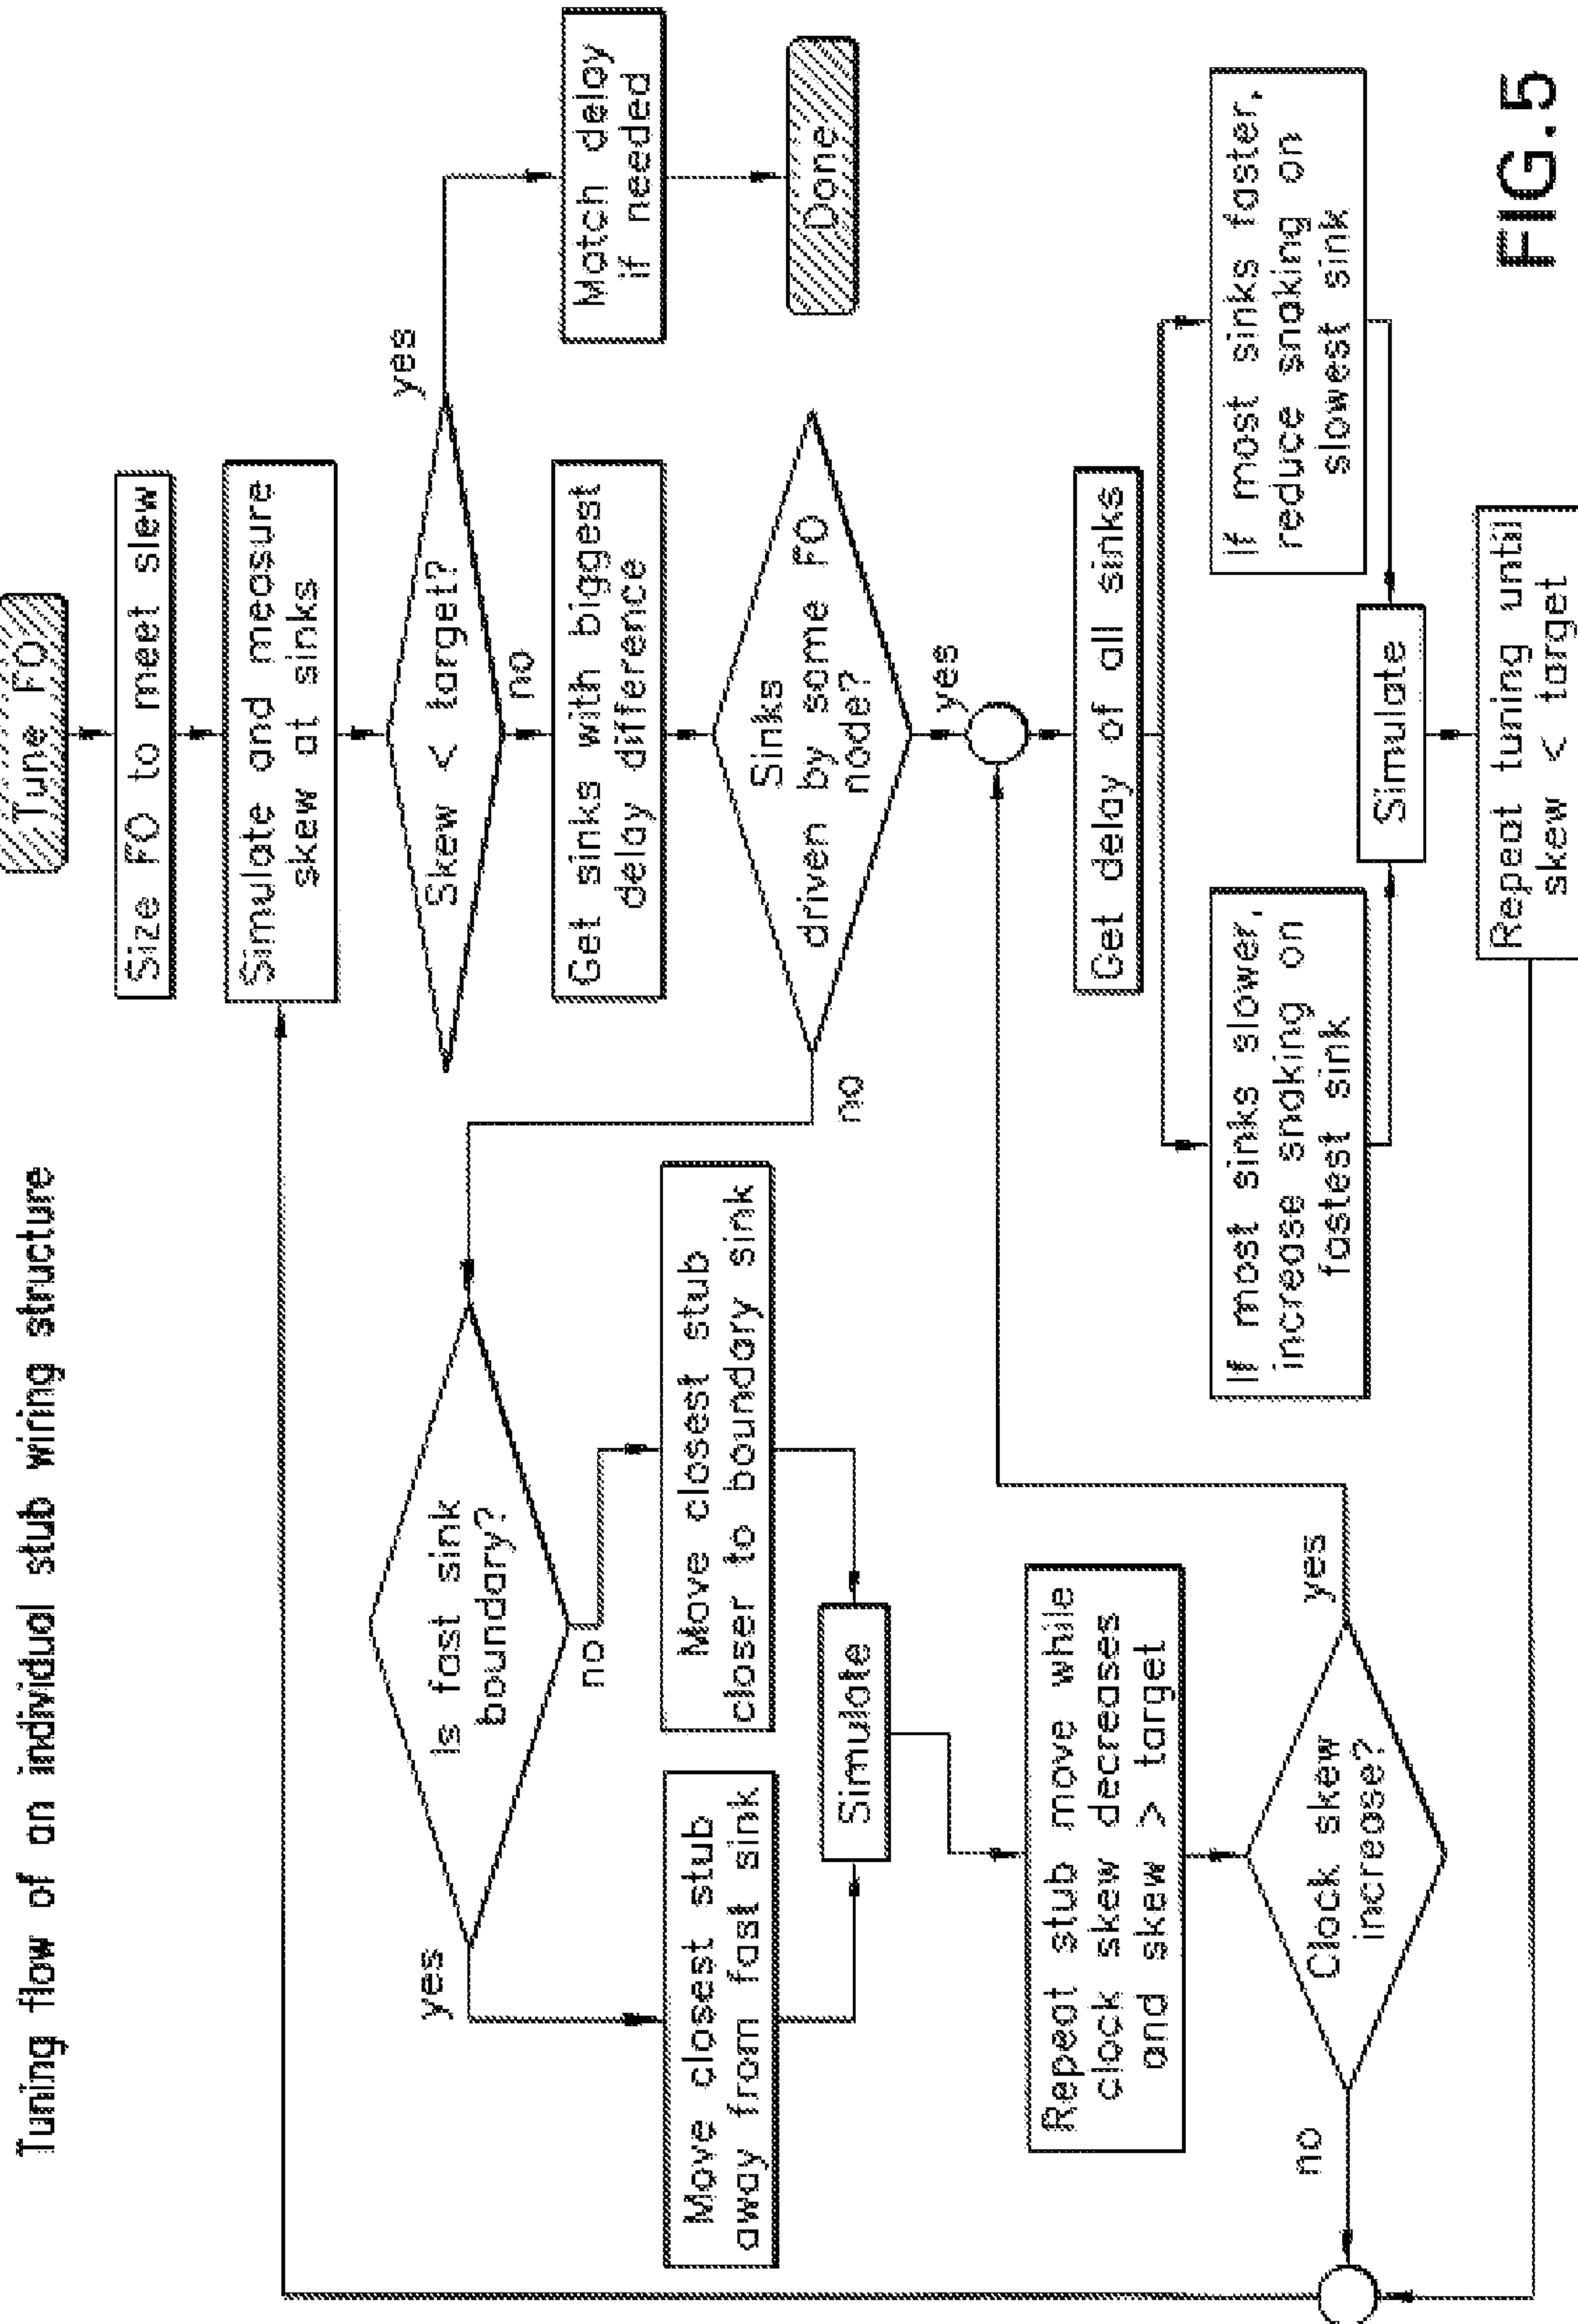 Tuning flow of an individual stub wiring structure
Tune FO
Size FO to meet slew
Simulate and measure
skew at sinks
Skew < target?
yes
no
Match delay
if needed
Done
Get sinks with biggest
delay difference
Sinks
driven by some FO
node?
no
yes
Is fast sink
boundary?
yes
no
Move closest stub
away from fast sink
Move closest stub
closer to boundary sink
Simulate
Repeat stub move while
clock skew decreases
and skew > target
Clock skew
increase?
no
yes
Get delay of all sinks
If most sinks slower,
increase snaking on
fastest sink
If most sinks faster,
reduce snaking on
slowest sink
Simulate
Repeat tuning until
skew < target
FIG.5